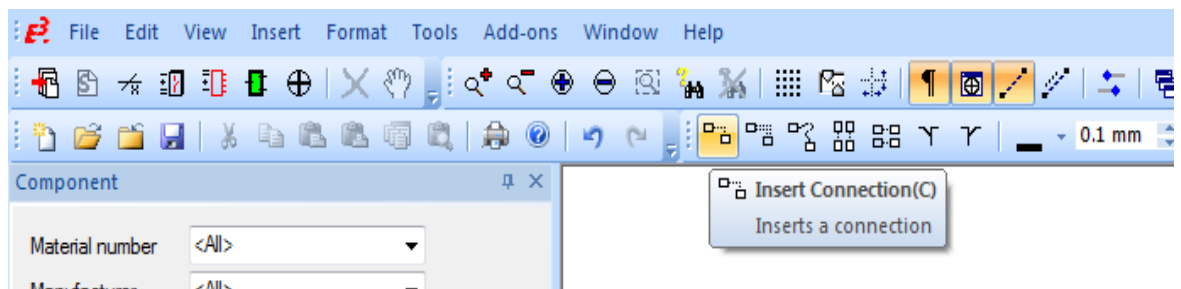 E3. File Edit View Insert Format Tools Add-ons Window Help
0.1 mm
Component
Insert Connection(C)
Inserts a connection
Material number <All>
Manufacturer <All>